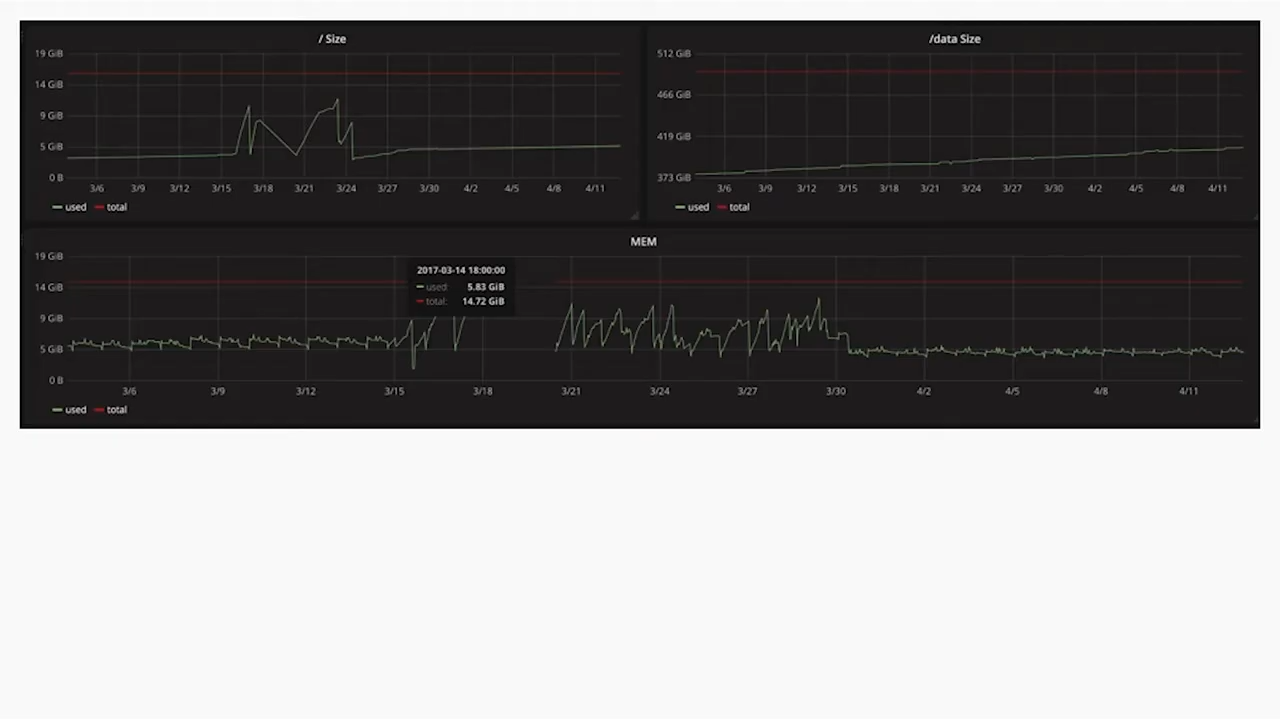 / Size
19 GiB
14 GiB
9 GiB
5 GiB
0 B
3/6 3/9 3/12 3/15 3/18 3/21 3/24 3/27 3/30 4/2 4/5 4/8 4/11
used total
/data Size
512 GiB
466 GiB
419 GiB
373 GiB
3/6 3/9 3/12 3/15 3/18 3/21 3/24 3/27 3/30 4/2 4/5 4/8 4/11
used total
MEM
19 GiB
14 GiB
9 GiB
5 GiB
0 B
2017-03-14 18:00:00
used: 5.83 GiB
total: 14.72 GiB
3/6 3/9 3/12 3/15 3/18 3/21 3/24 3/27 3/30 4/2 4/5 4/8 4/11
used total